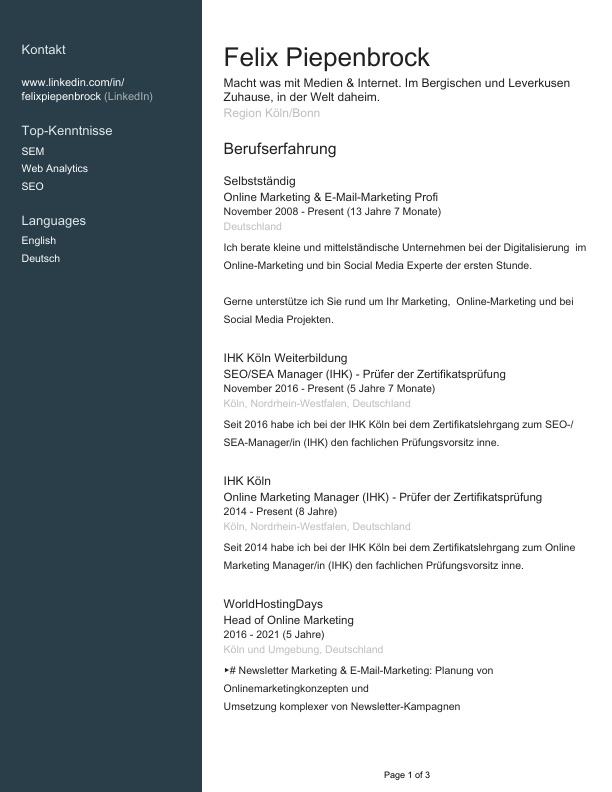 Kontakt
www.linkedin.com/in/
felixpiepenbrock (LinkedIn)
Top-Kenntnisse
SEM
Web Analytics
SEO
Languages
English
Deutsch
Felix Piepenbrock
Macht was mit Medien & Internet. Im Bergischen und Leverkusen
Zuhause, in der Welt daheim.
Region Köln/Bonn
Berufserfahrung
Selbstständig
Online Marketing & E-Mail-Marketing Profi
November 2008 - Present (13 Jahre 7 Monate)
Deutschland
Ich berate kleine und mittelständische Unternehmen bei der Digitalisierung  im
Online-Marketing und bin Social Media Experte der ersten Stunde.
Gerne unterstütze ich Sie rund um Ihr Marketing,  Online-Marketing und bei
Social Media Projekten.
IHK Köln Weiterbildung
SEO/SEA Manager (IHK) - Prüfer der Zertifikatsprüfung
November 2016 - Present (5 Jahre 7 Monate)
Köln, Nordrhein-Westfalen, Deutschland
Seit 2016 habe ich bei der IHK Köln bei dem Zertifikatslehrgang zum SEO-/
SEA-Manager/in (IHK) den fachlichen Prüfungsvorsitz inne.
IHK Köln
Online Marketing Manager (IHK) - Prüfer der Zertifikatsprüfung
2014 - Present (8 Jahre)
Köln, Nordrhein-Westfalen, Deutschland
Seit 2014 habe ich bei der IHK Köln bei dem Zertifikatslehrgang zum Online
Marketing Manager/in (IHK) den fachlichen Prüfungsvorsitz inne.
WorldHostingDays
Head of Online Marketing
2016 - 2021 (5 Jahre)
Köln und Umgebung, Deutschland
‣# Newsletter Marketing & E-Mail-Marketing: Planung von
Onlinemarketingkonzepten und
Umsetzung komplexer von Newsletter-Kampagnen
Page 1 of 3